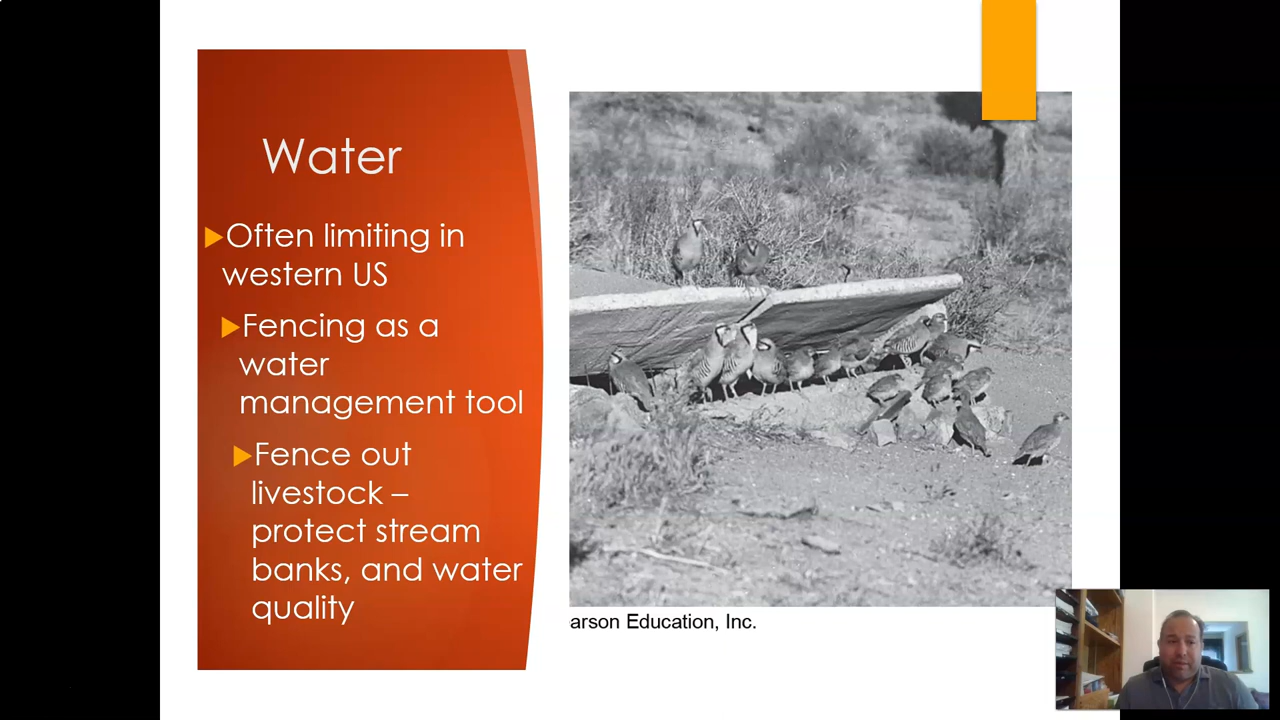 Water
Often limiting in
western US
Fencing as a
water
management tool
Fence out
livestock –
protect stream
banks, and water
quality
arson Education, Inc.